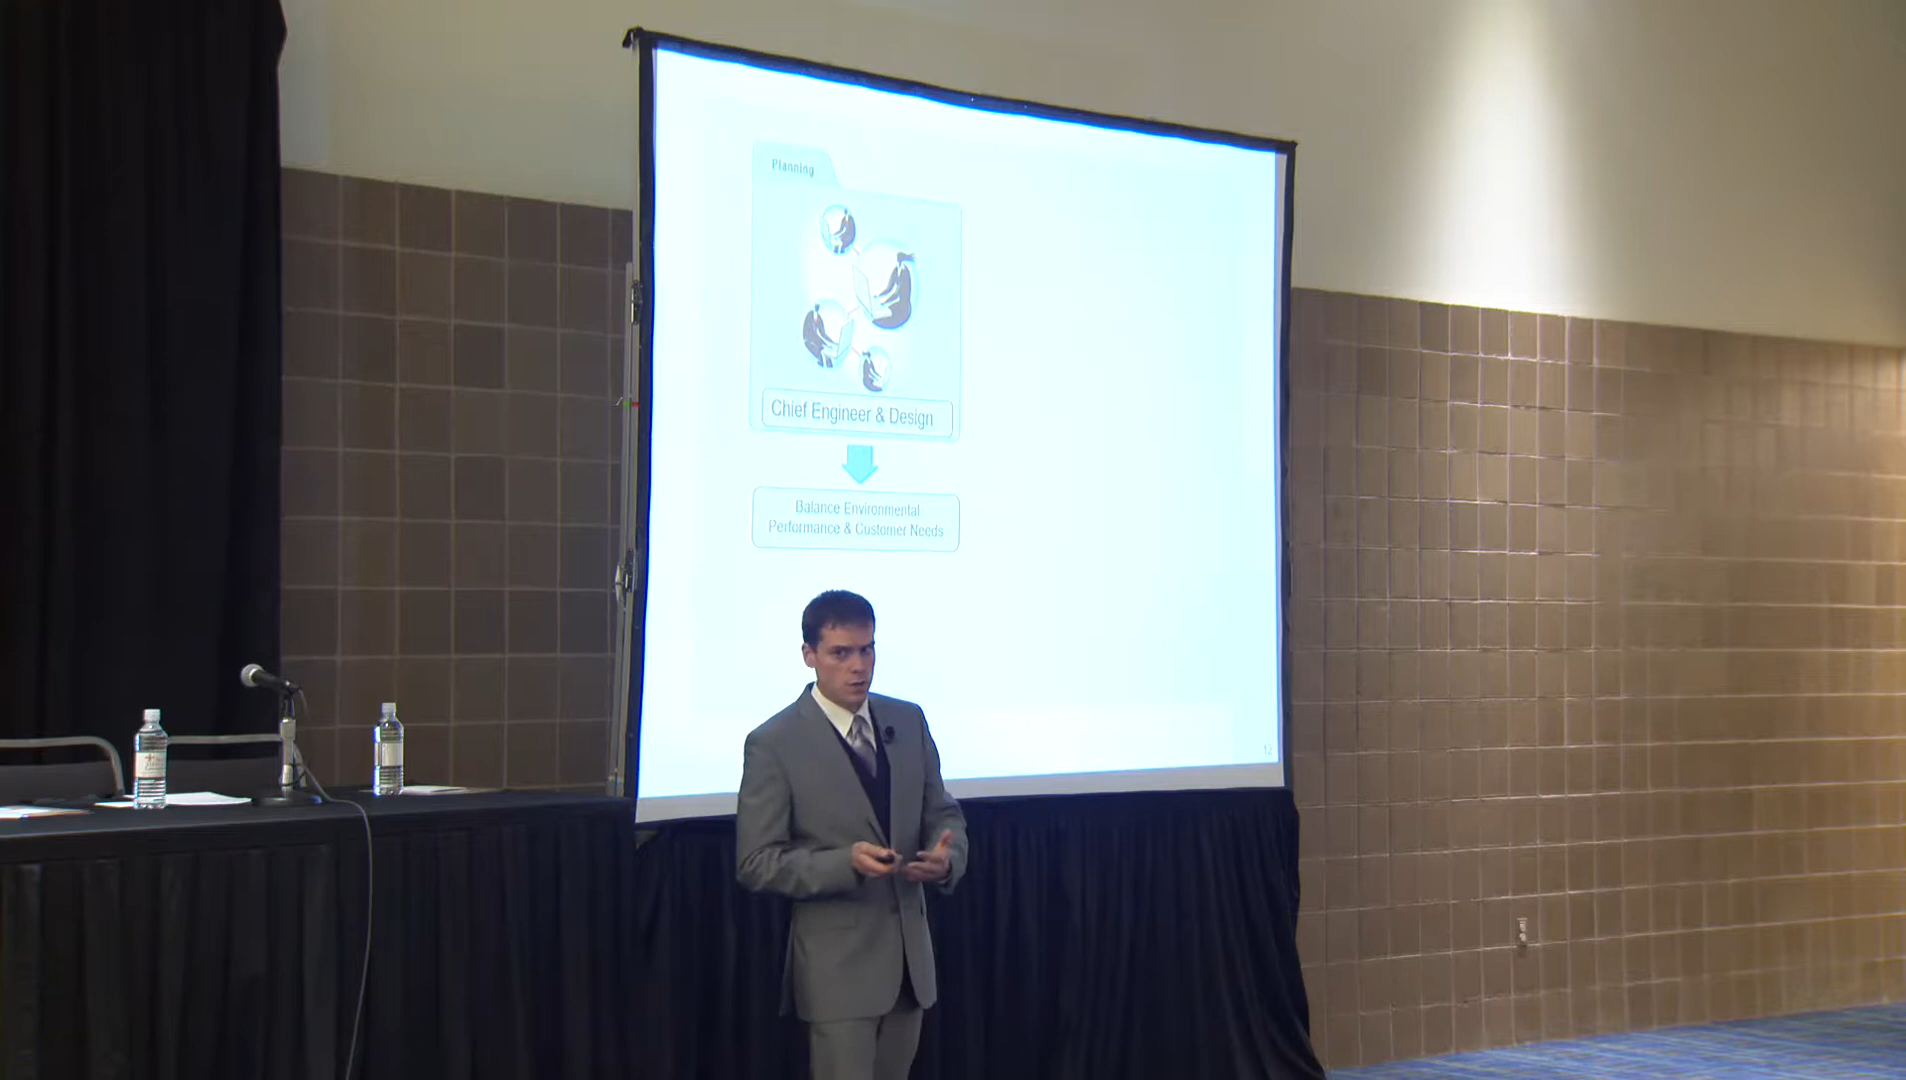 Planning
Chief Engineer & Design
Balance Environmental
Performance & Customer Needs
12